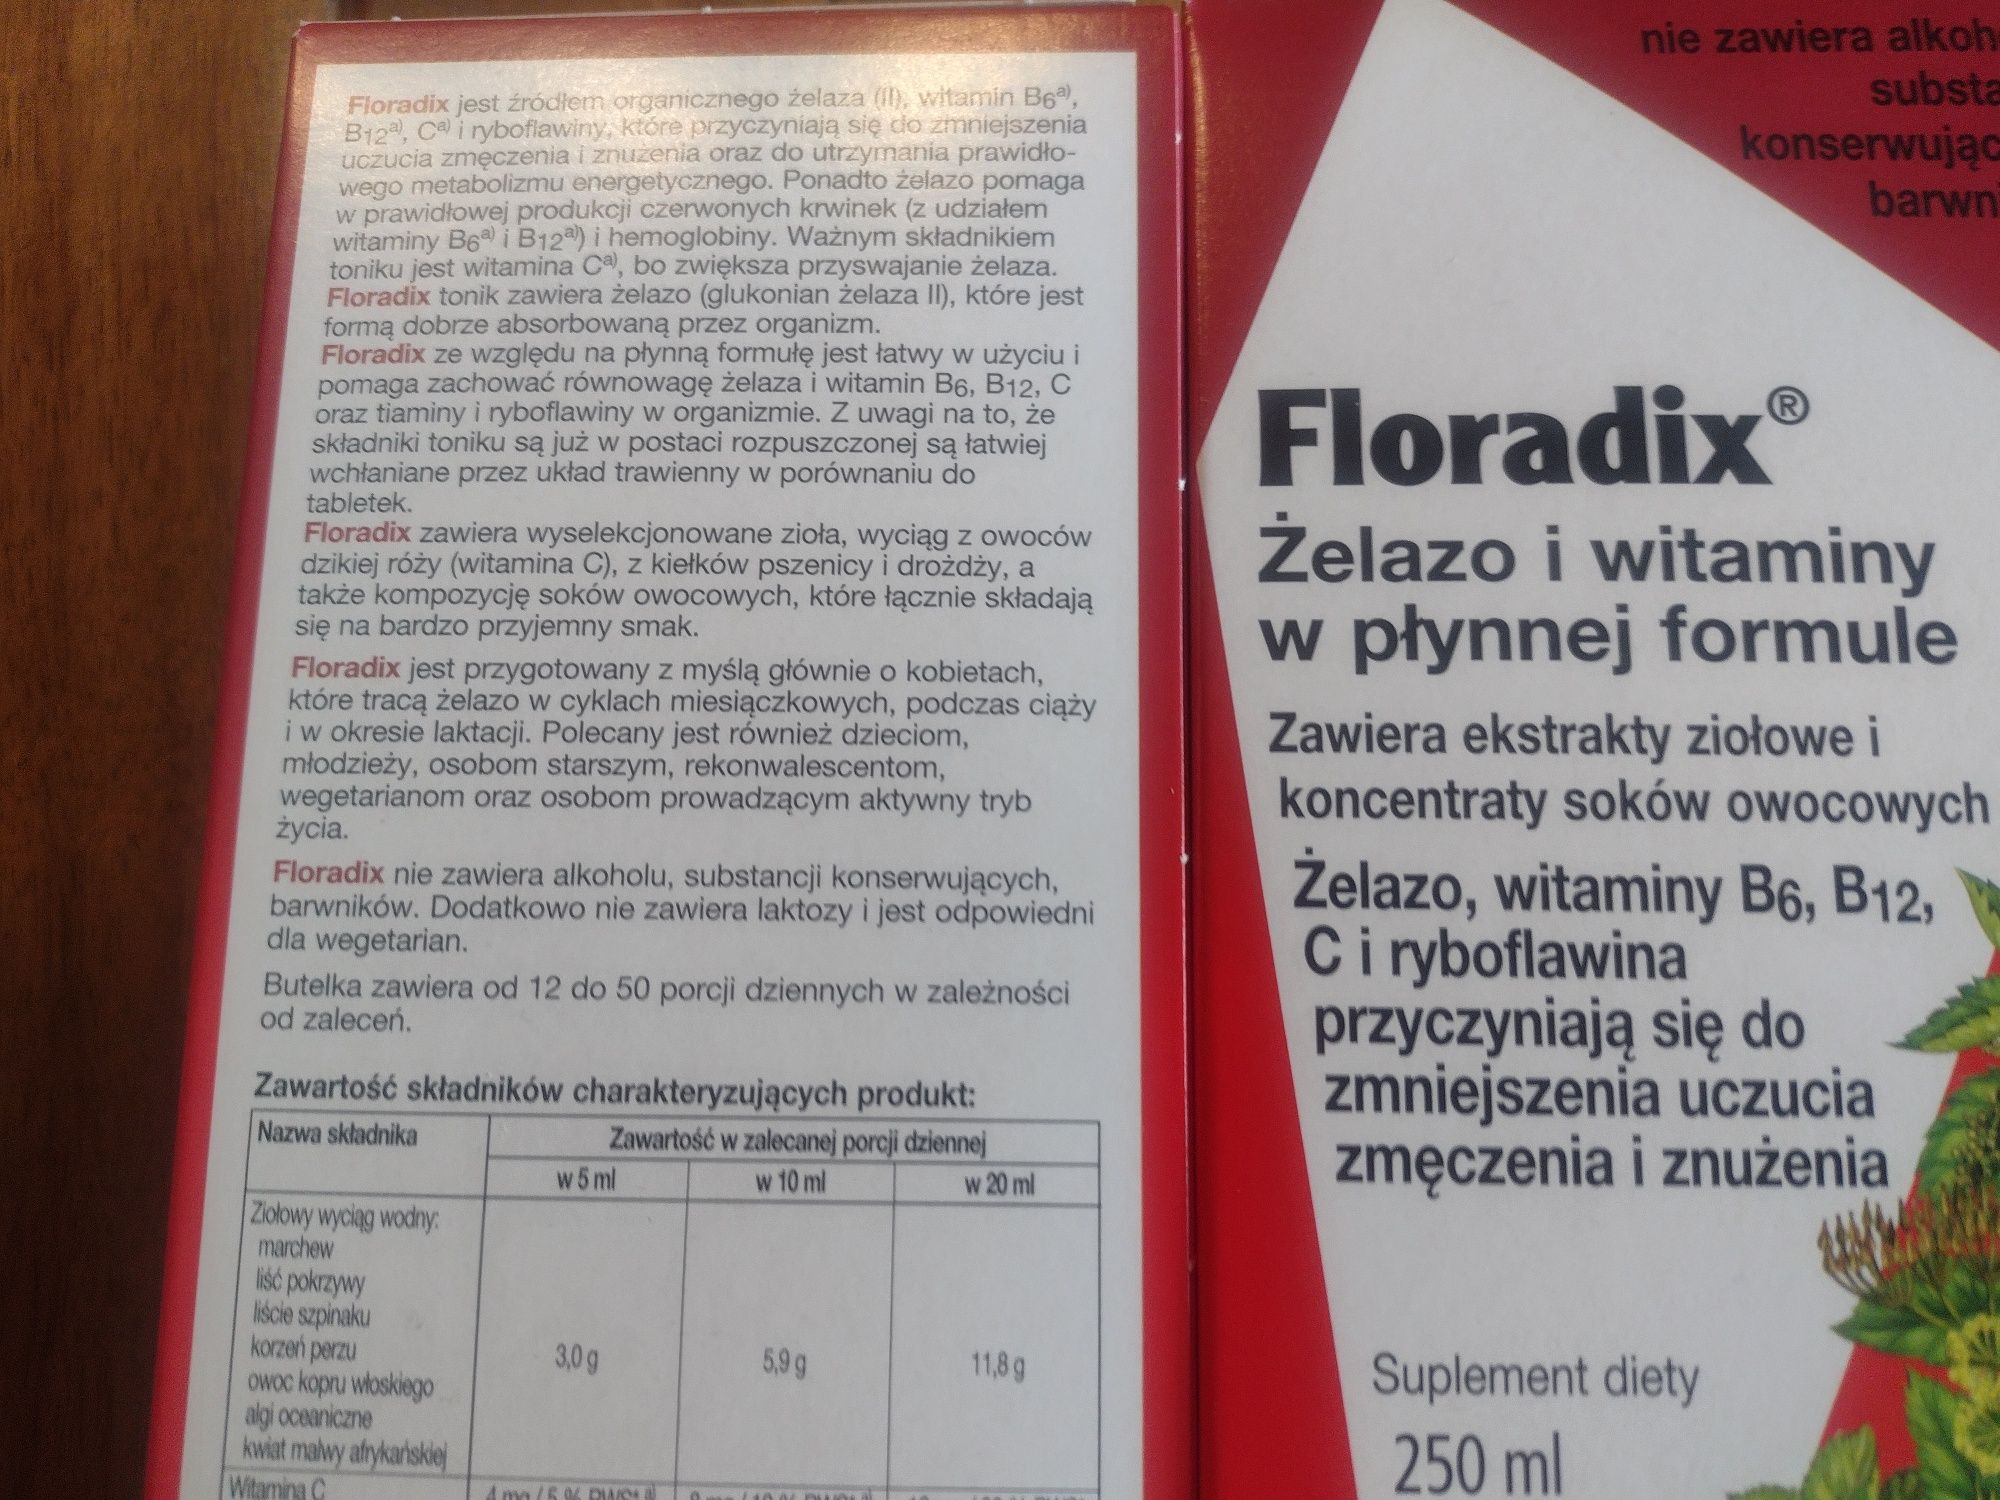 Floradix jest źródłem organicznego żelaza (II), witamin B6a),
B12a), Ca) i ryboflawiny, które przyczyniają się do zmniejszenia
uczucia zmęczenia i znużenia oraz do utrzymania prawidło-
wego metabolizmu energetycznego. Ponadto żelazo pomaga
w prawidłowej produkcji czerwonych krwinek (z udziałem
witaminy B6a) i B12a)) i hemoglobiny. Ważnym składnikiem
toniku jest witamina Ca), bo zwiększa przyswajanie żelaza.
Floradix tonik zawiera żelazo (glukonian żelaza II), które jest
formą dobrze absorbowaną przez organizm.
Floradix ze względu na płynną formułę jest łatwy w użyciu i
pomaga zachować równowagę żelaza i witamin B6, B12, C
oraz tiaminy i ryboflawiny w organizmie. Z uwagi na to, że
składniki toniku są już w postaci rozpuszczonej są łatwiej
wchłaniane przez układ trawienny w porównaniu do
tabletek.
Floradix zawiera wyselekcjonowane zioła, wyciąg z owoców
dzikiej róży (witamina C), z kiełków pszenicy i drożdży, a
także kompozycję soków owocowych, które łącznie składają
się na bardzo przyjemny smak.
Floradix jest przygotowany z myślą głównie o kobietach,
które tracą żelazo w cyklach miesiączkowych, podczas ciąży
i w okresie laktacji. Polecany jest również dzieciom,
młodzieży, osobom starszym, rekonwalescentom,
wegetarianom oraz osobom prowadzącym aktywny tryb
życia.
Floradix nie zawiera alkoholu, substancji konserwujących,
barwników. Dodatkowo nie zawiera laktozy i jest odpowiedni
dla wegetarian.
Butelka zawiera od 12 do 50 porcji dziennych w zależności
od zaleceń.
Zawartość składników charakteryzujących produkt:
Nazwa składnika
Zawartość w zalecanej porcji dziennej
w 5 ml
w 10 ml
w 20 ml
Ziołowy wyciąg wodny:
marchew
liść pokrzywy
liście szpinaku
korzeń perzu
owoc kopru włoskiego
algi oceaniczne
kwiat malwy afrykańskiej
3,0 g
5,9 g
11,8 g
Witamina C
nie zawiera
konserwując
Floradix®
Żelazo i witaminy
w płynnej formule
Zawiera ekstrakty ziołowe i
koncentraty soków owocowych
Żelazo, witaminy B6, B12,
C i ryboflawina
przyczyniają się do
zmniejszenia uczucia
zmęczenia i znużenia
Suplement diety
250 ml